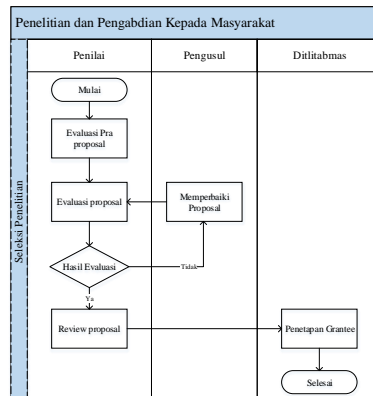 Penelitian dan Pengabdian Kepada Masyarakat
Penilai
Pengusul
Ditlitabmas
Seleksi Penelitian
Mulai
Evaluasi Pra
proposal
Evaluasi proposal
Memperbaiki
Proposal
Hasil Evaluasi
Tidak
Ya
Review proposal
Penetapan Grantee
Selesai